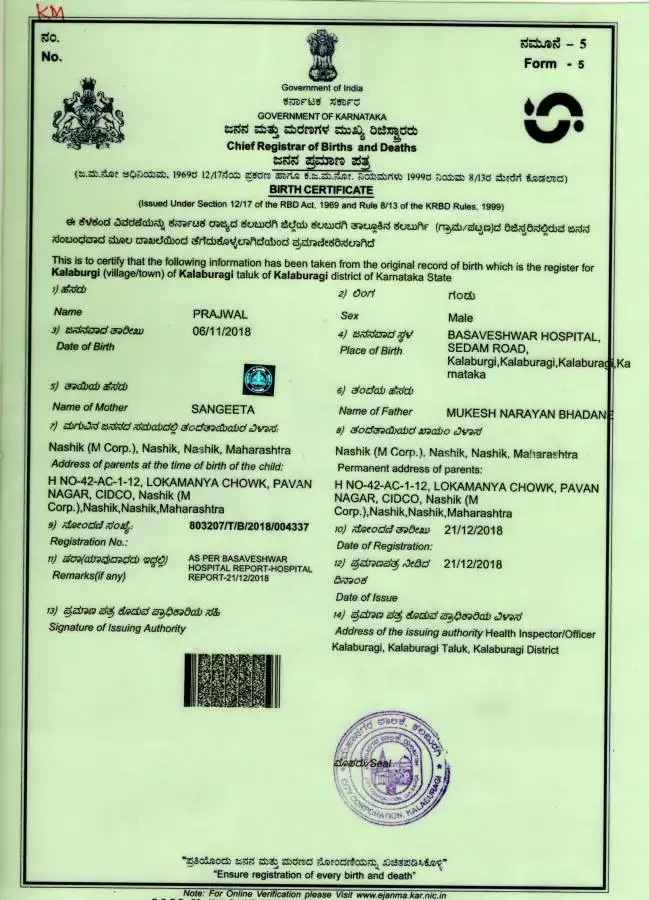 KM
ನಂ.
No.
ನಮೂನೆ – 5
Form - 5
Government of India
ಕರ್ನಾಟಕ ಸರ್ಕಾರ
GOVERNMENT OF KARNATAKA
ಜನನ ಮತ್ತು ಮರಣಗಳ ಮುಖ್ಯ ರಿಜಿಸ್ಟ್ರಾರರು
Chief Registrar of Births and Deaths
ಜನನ ಪ್ರಮಾಣ ಪತ್ರ
(ಜ.ಮ.ನೋ ಅಧಿನಿಯಮ, 1969ರ 12/17ನೆಯ ಪ್ರಕರಣ ಹಾಗೂ ಕ.ಜ.ಮ.ನೋ. ನಿಯಮಗಳು 1999ರ ನಿಯಮ 8/13ರ ಮೇರೆಗೆ ಕೊಡಲಾದ)
BIRTH CERTIFICATE
(Issued Under Section 12/17 of the RBD Act, 1969 and Rule 8/13 of the KRBD Rules, 1999)
ಈ ಕೆಳಕಂಡ ವಿವರಣೆಯನ್ನು ಕರ್ನಾಟಕ ರಾಜ್ಯದ ಕಲಬುರಗಿ ಜಿಲ್ಲೆಯ ಕಲಬುರಗಿ ತಾಲ್ಲೂಕಿನ ಕಲಬುರ್ಗಿ (ಗ್ರಾಮ/ಪಟ್ಟಣ)ದ ರಿಜಿಸ್ಟರಿನಲ್ಲಿರುವ ಜನನ
ಸಂಬಂಧವಾದ ಮೂಲ ದಾಖಲೆಯಿಂದ ತೆಗೆದುಕೊಳ್ಳಲಾಗಿದೆಯೆಂದ ಪ್ರಮಾಣೀಕರಿಸಲಾಗಿದೆ
This is to certify that the following information has been taken from the original record of birth which is the register for
Kalaburgi (village/town) of Kalaburagi taluk of Kalaburagi district of Karnataka State
1) ಹೆಸರು
Name PRAJWAL
2) ಲಿಂಗ ಗಂಡು
Sex Male
3) ಜನನವಾದ ತಾರೀಖು 06/11/2018
Date of Birth
4) ಜನನವಾದ ಸ್ಥಳ BASAVESHWAR HOSPITAL,
Place of Birth SEDAM ROAD,
Kalaburgi,Kalaburagi,Kalaburagi,Ka
rnataka
5) ತಾಯಿಯ ಹೆಸರು
Name of Mother SANGEETA
6) ತಂದೆಯ ಹೆಸರು
Name of Father MUKESH NARAYAN BHADANE
7) ಮಗುವಿನ ಜನನದ ಸಮಯದಲ್ಲಿ ತಂದೆತಾಯಿಯರ ವಿಳಾಸ:
Nashik (M Corp.), Nashik, Nashik, Maharashtra
Address of parents at the time of birth of the child:
H NO-42-AC-1-12, LOKAMANYA CHOWK, PAVAN
NAGAR, CIDCO, Nashik (M
Corp.),Nashik,Nashik,Maharashtra
8) ತಂದೆತಾಯಿಯರ ಖಾಯಂ ವಿಳಾಸ
Nashik (M Corp.), Nashik, Nashik, Maharashtra
Permanent address of parents:
H NO-42-AC-1-12, LOKAMANYA CHOWK, PAVAN
NAGAR, CIDCO, Nashik (M
Corp.),Nashik,Nashik,Maharashtra
9) ನೋಂದಣಿ ಸಂಖ್ಯೆ: 803207/T/B/2018/004337
Registration No.:
10) ನೋಂದಣಿ ತಾರೀಖು 21/12/2018
Date of Registration:
11) ಷರಾ(ಯಾವುದಾದರು ಇದ್ದಲ್ಲಿ) AS PER BASAVESHWAR
Remarks(if any) HOSPITAL REPORT-HOSPITAL
REPORT-21/12/2018
12) ಪ್ರಮಾಣಪತ್ರ ನೀಡಿದ 21/12/2018
ದಿನಾಂಕ
Date of Issue
13) ಪ್ರಮಾಣ ಪತ್ರ ಕೊಡುವ ಪ್ರಾಧಿಕಾರಿಯ ಸಹಿ
Signature of Issuing Authority
14) ಪ್ರಮಾಣ ಪತ್ರ ಕೊಡುವ ಪ್ರಾಧಿಕಾರಿಯ ವಿಳಾಸ
Address of the issuing authority Health Inspector/Officer
Kalaburagi, Kalaburagi Taluk, Kalaburagi District
ಮೊಹರು/Seal
CITY CORPORATION, KALABURAGI
"ಪ್ರತಿಯೊಂದು ಜನನ ಮತ್ತು ಮರಣದ ನೋಂದಣಿಯನ್ನು ಖಚಿತಪಡಿಸಿಕೊಳ್ಳಿ"
"Ensure registration of every birth and death"
Note: For Online Verification please Visit www.ejanma.kar.nic.in